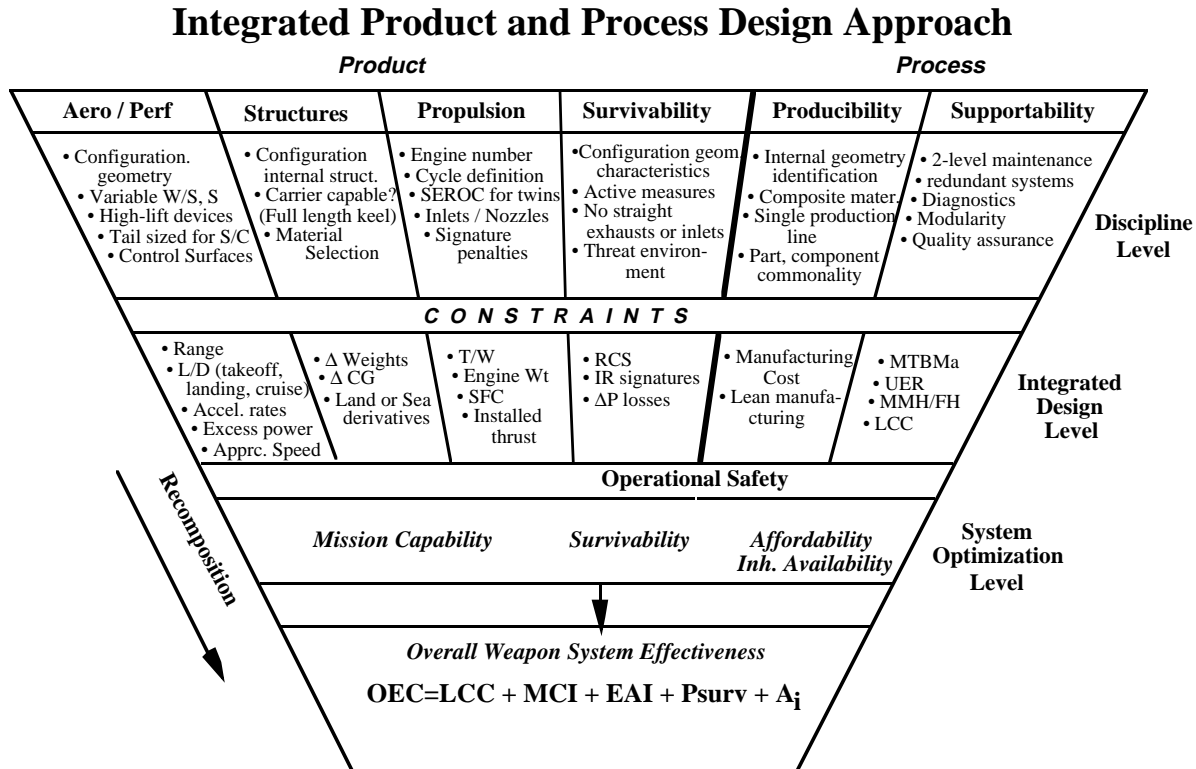 Integrated Product and Process Design Approach
Product
Process
Aero / Perf
Structures
Propulsion
Survivability
Producibility
Supportability
• Configuration.
geometry
• Variable W/S, S
• High-lift devices
• Tail sized for S/C
• Control Surfaces
• Configuration
internal struct.
• Carrier capable?
(Full length keel)
• Material
Selection
• Engine number
• Cycle definition
• SEROC for twins
• Inlets / Nozzles
• Signature
penalties
•Configuration geom.
characteristics
• Active measures
• No straight
exhausts or inlets
• Threat environ-
ment
• Internal geometry
identification
• Composite mater.
• Single production
line
• Part, component
commonality
• 2-level maintenance
• redundant systems
• Diagnostics
• Modularity
• Quality assurance
Discipline
Level
CONSTRAINTS
• Range
• L/D (takeoff,
landing, cruise)
• Accel. rates
• Excess power
• Apprc. Speed
• Δ Weights
• Δ CG
• Land or Sea
derivatives
• T/W
• Engine Wt
• SFC
• Installed
thrust
• RCS
• IR signatures
• ΔP losses
• Manufacturing
Cost
• Lean manufa-
cturing
• MTBMa
• UER
• MMH/FH
• LCC
Integrated
Design
Level
Operational Safety
Recomposition
Mission Capability
Survivability
Affordability
Inh. Availability
System
Optimization
Level
Overall Weapon System Effectiveness
OEC=LCC + MCI + EAI + Psurv + Ai